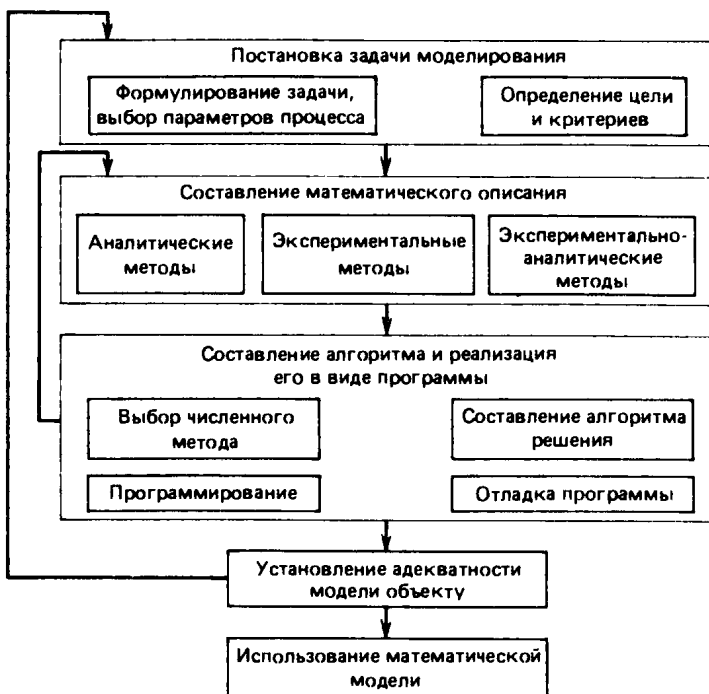 Постановка задачи моделирования
Формулирование задачи,
выбор параметров процесса
Определение цели
и критериев
Составление математического описания
Аналитические
методы
Экспериментальные
методы
Экспериментально-
аналитические
методы
Составление алгоритма и реализация
его в виде программы
Выбор численного
метода
Составление алгоритма
решения
Программирование
Отладка программы
Установление адекватности
модели объекту
Использование математической
модели